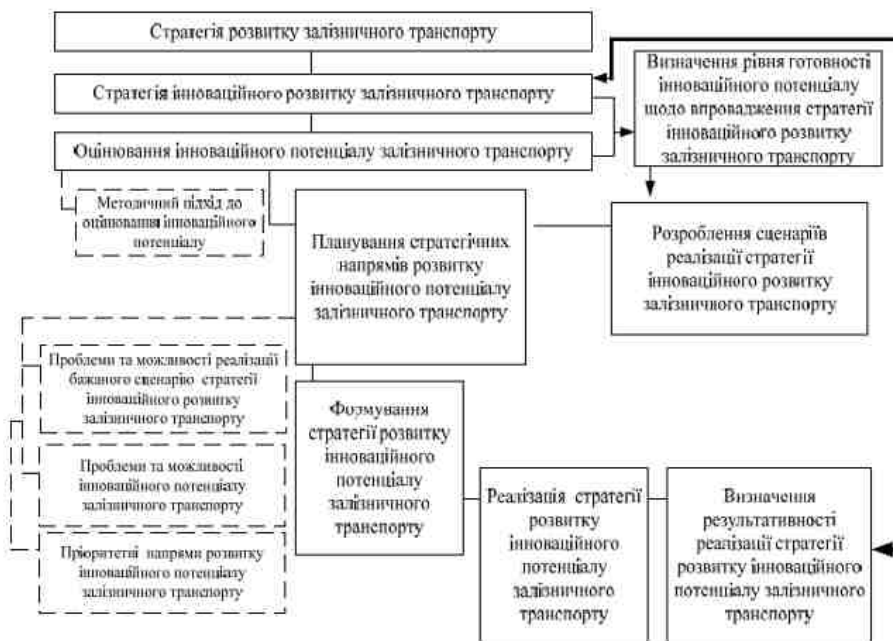 Стратегія розвитку залізничного транспорту
Стратегія інноваційного розвитку залізничного транспорту
Оцінювання інноваційного потенціалу залізничного транспорту
Визначення рівня готовності
інноваційного потенціалу
щодо впровадження стратегії
інноваційного розвитку
залізничного транспорту
Методичний підхід до
оцінювання інноваційного
потенціалу
Планування стратегічних
напрямів розвитку
інноваційного потенціалу
залізничного транспорту
Розроблення сценаріїв
реалізації стратегії
інноваційного розвитку
залізничного транспорту
Проблеми та можливості реалізації
бажаного сценарію стратегії
інноваційного розвитку
залізничного транспорту
Проблеми та можливості
інноваційного потенціалу
залізничного транспорту
Пріоритетні напрями розвитку
інноваційного потенціалу
залізничного транспорту
Формування
стратегії розвитку
інноваційного
потенціалу
залізничного
транспорту
Реалізація стратегії
розвитку
інноваційного
потенціалу
залізничного
транспорту
Визначення
результативності
реалізації стратегії
розвитку інноваційного
потенціалу залізничного
транспорту